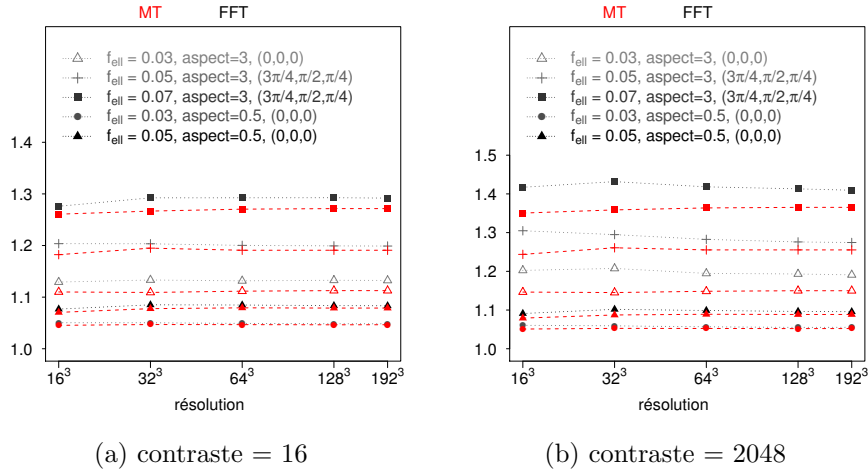 MT FFT
f_ell = 0.03, aspect=3, (0,0,0)
f_ell = 0.05, aspect=3, (3π/4,π/2,π/4)
f_ell = 0.07, aspect=3, (3π/4,π/2,π/4)
f_ell = 0.03, aspect=0.5, (0,0,0)
f_ell = 0.05, aspect=0.5, (0,0,0)
1.4
1.3
1.2
1.1
1.0
16³ 32³ 64³ 128³ 192³
résolution
(a) contraste = 16
MT FFT
f_ell = 0.03, aspect=3, (0,0,0)
f_ell = 0.05, aspect=3, (3π/4,π/2,π/4)
f_ell = 0.07, aspect=3, (3π/4,π/2,π/4)
f_ell = 0.03, aspect=0.5, (0,0,0)
f_ell = 0.05, aspect=0.5, (0,0,0)
1.5
1.4
1.3
1.2
1.1
1.0
16³ 32³ 64³ 128³ 192³
résolution
(b) contraste = 2048